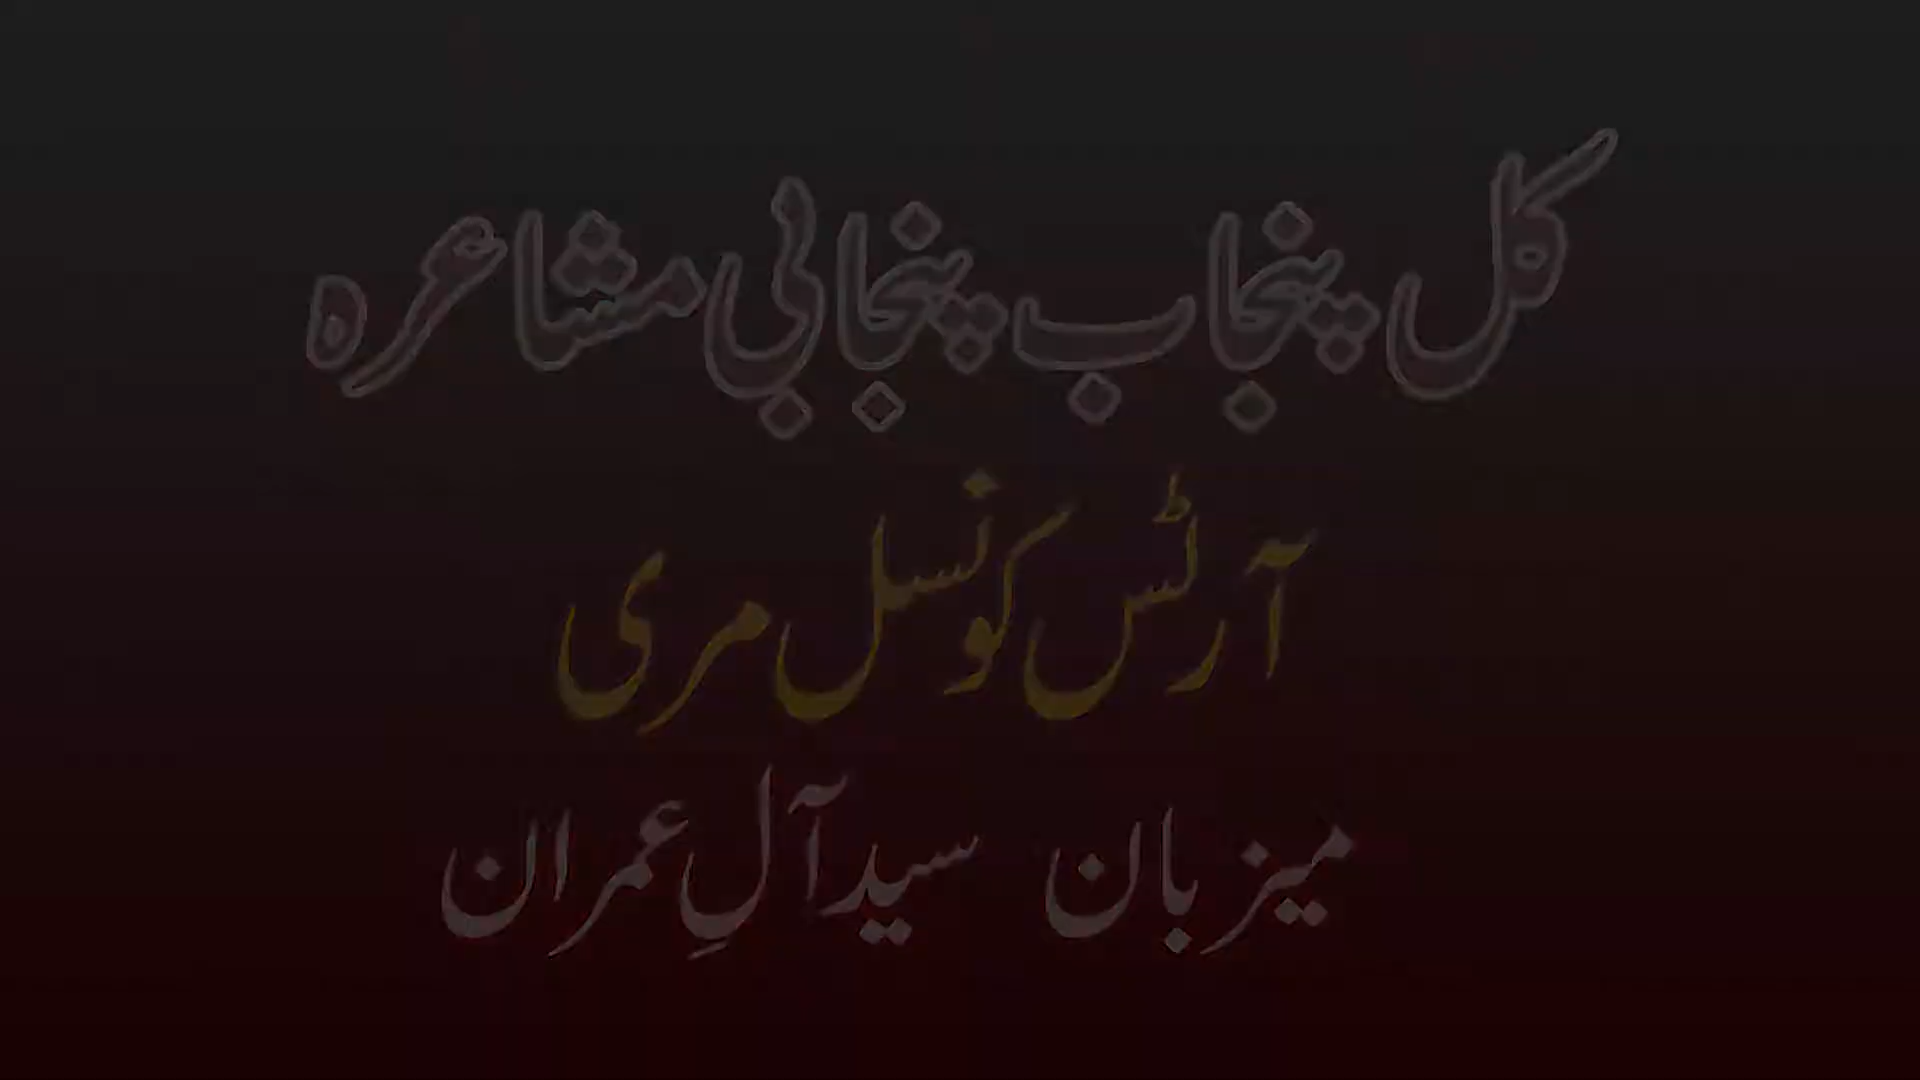 کل پنجاب پنجابی مشاعرہ
آرٹس کونسل مری
میزبان سید آلِ عمران